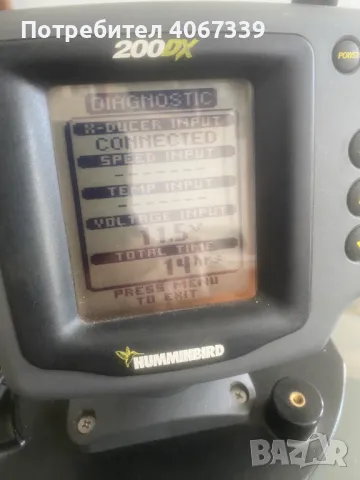 Потребител 4067339
200DX
POWER
DIAGNOSTIC
X-DUCER INPUT
CONNECTED
SPEED INPUT
-------
TEMP INPUT
-------
VOLTAGE INPUT
11.5V
TOTAL TIME
14hrs
PRESS MENU
TO EXIT
HUMMINBIRD
BAZAR